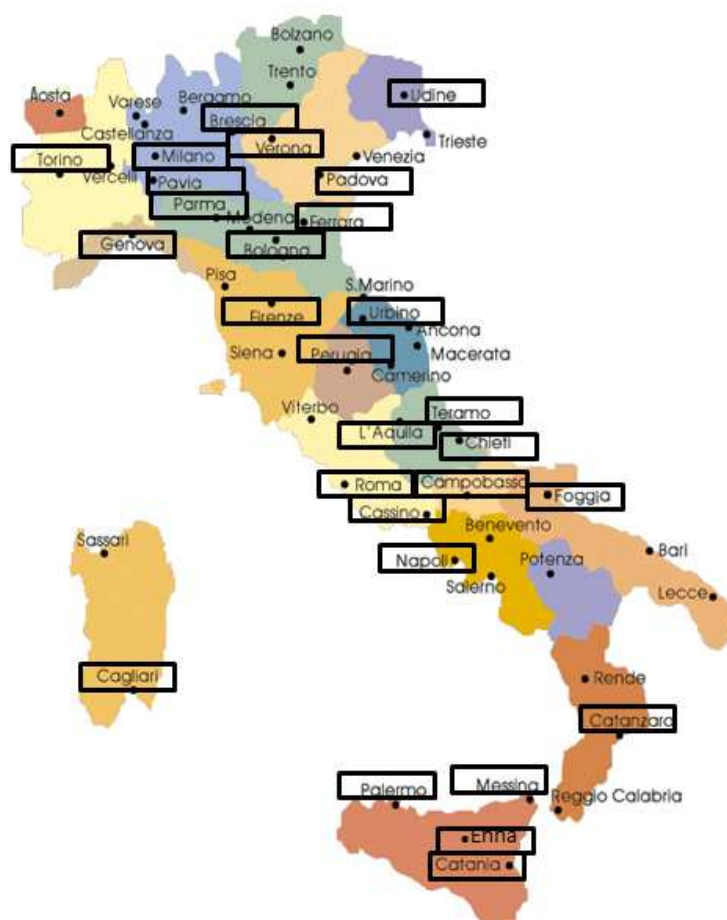 Bolzano
Trento
Aosta
Varese
Bergamo
Udine
Castellanza
Brescia
Trieste
Torino
Milano
Verona
Venezia
Vercelli
Pavia
Padova
Parma
Modena
Ferrara
Genova
Bologna
Pisa
S.Marino
Firenze
Urbino
Ancona
Siena
Perugia
Macerata
Camerino
Viterbo
Teramo
L'Aquila
Chieti
Roma
Campobasso
Foggia
Cassino
Benevento
Sassari
Bari
Napoli
Potenza
Salerno
Lecce
Cagliari
Rende
Catanzaro
Palermo
Messina
Reggio Calabria
Enna
Catania